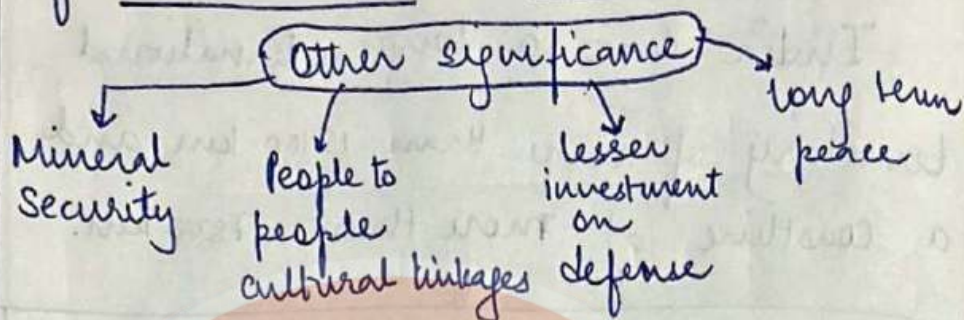 Other significance
Mineral
Security
People to
people
cultural linkages
lesser
investment
on
defense
long term
peace